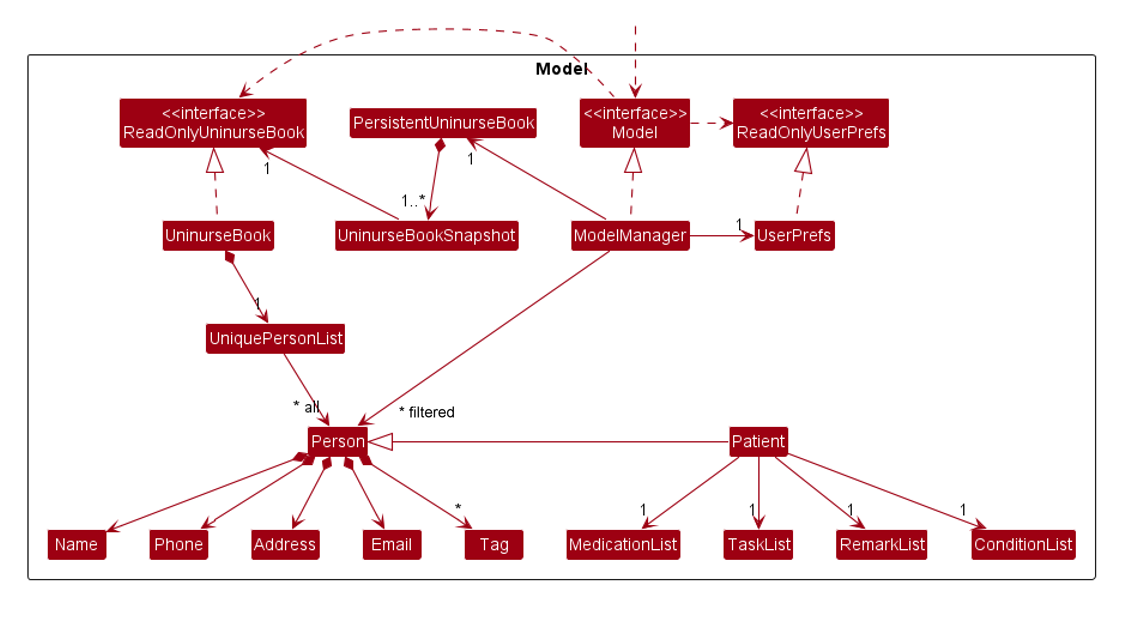 Model
<<interface>>
ReadOnlyUninurseBook
PersistentUninurseBook
<<interface>>
Model
<<interface>>
ReadOnlyUserPrefs
1
1
1..*
UninurseBook
UninurseBookSnapshot
ModelManager
1
UserPrefs
1
UniquePersonList
* all
* filtered
Person
Patient
*
1
1
1
1
Name
Phone
Address
Email
Tag
MedicationList
TaskList
RemarkList
ConditionList